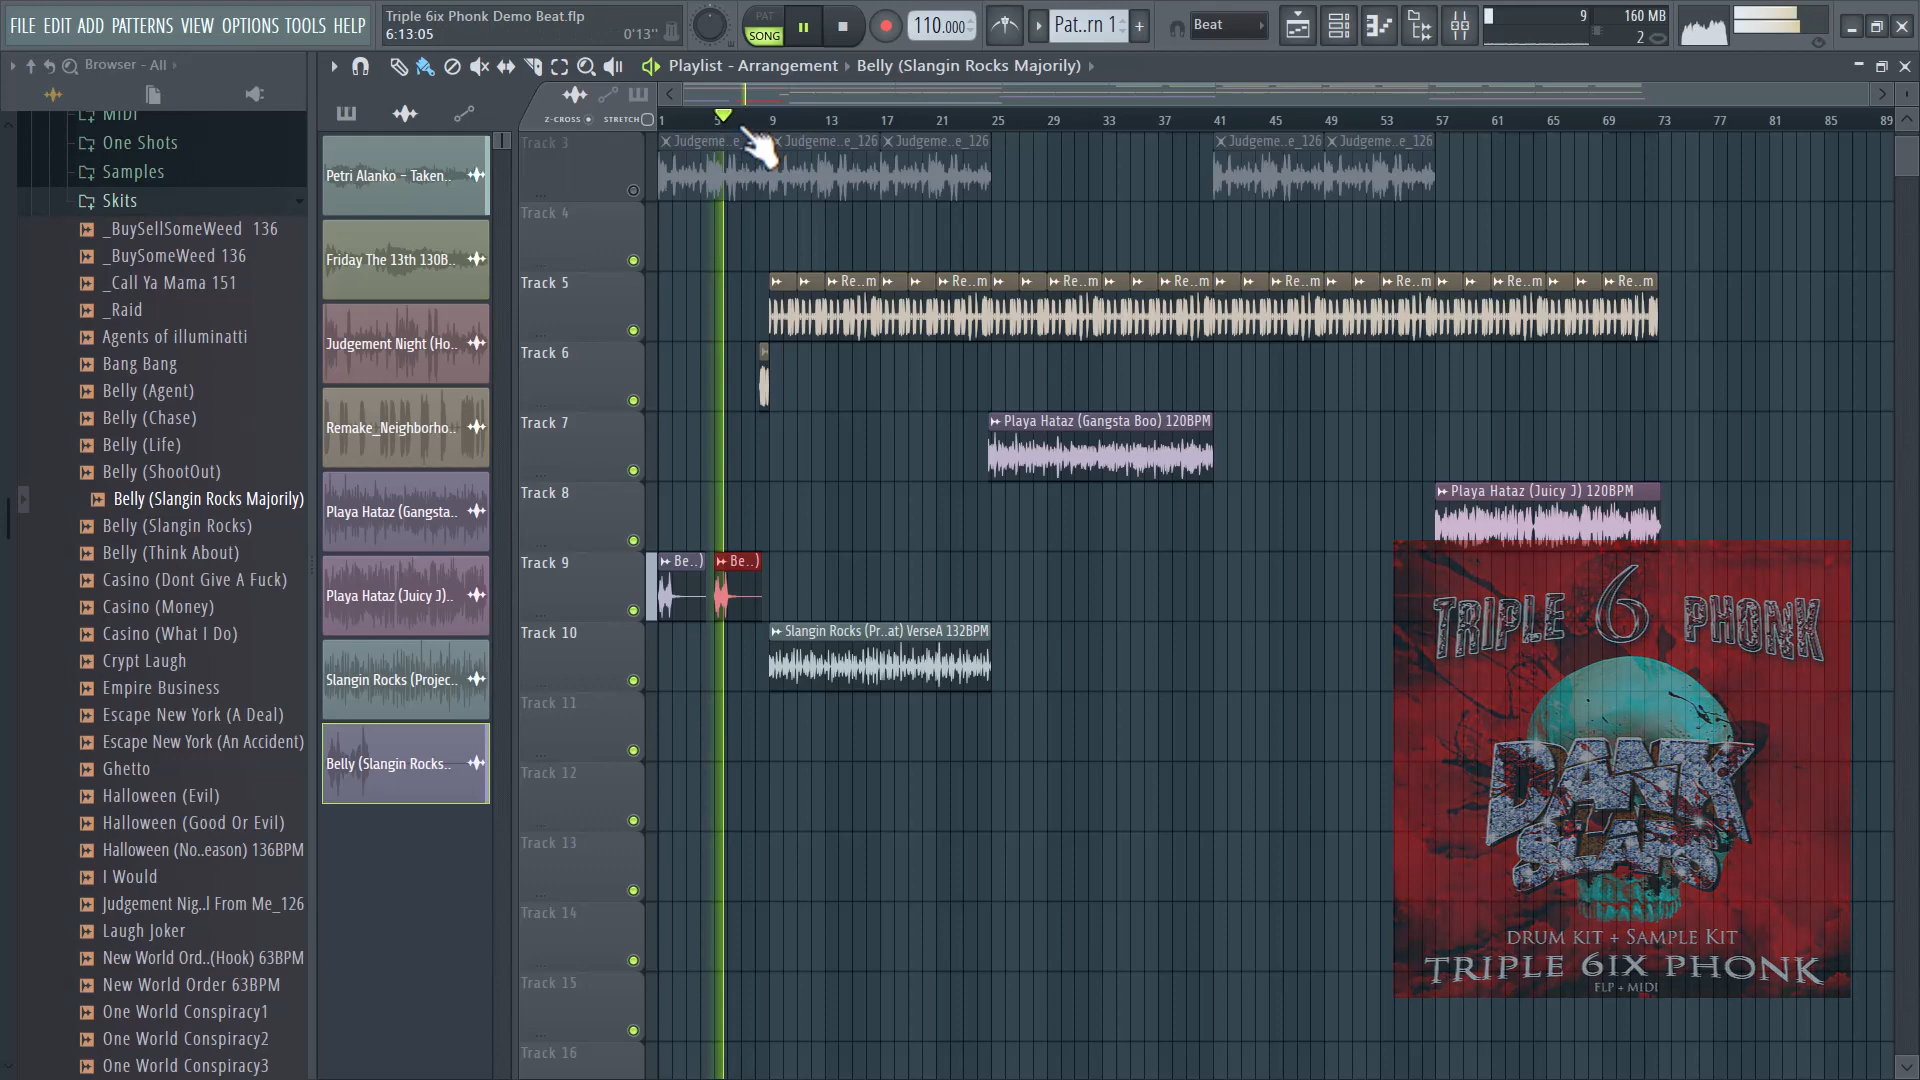 FILE EDIT ADD PATTERNS VIEW OPTIONS TOOLS HELP
Triple 6ix Phonk Demo Beat.flp
6:13:05
0'13"
PAT
SONG
110.000
Pat..rn 1
Beat
9
160 MB
2
Browser - All
Playlist - Arrangement
Belly (Slangin Rocks Majorily)
Z-CROSS
STRETCH
1 5 9 13 17 21 25 29 33 37 41 45 49 53 57 61 65 69 73 77 81 85 89
MIDI
One Shots
Samples
Skits
_BuySellSomeWeed 136
_BuySomeWeed 136
_Call Ya Mama 151
_Raid
Agents of illuminatti
Bang Bang
Belly (Agent)
Belly (Chase)
Belly (Life)
Belly (ShootOut)
Belly (Slangin Rocks Majorily)
Belly (Slangin Rocks)
Belly (Think About)
Casino (Dont Give A Fuck)
Casino (Money)
Casino (What I Do)
Crypt Laugh
Empire Business
Escape New York (A Deal)
Escape New York (An Accident)
Ghetto
Halloween (Evil)
Halloween (Good Or Evil)
Halloween (No..eason) 136BPM
I Would
Judgement Nig..l From Me_126
Laugh Joker
New World Ord..(Hook) 63BPM
New World Order 63BPM
One World Conspiracy1
One World Conspiracy2
One World Conspiracy3
Petri Alanko - Taken..
Friday The 13th 130B..
Judgement Night (Ho..
Remake_Neighborho..
Playa Hataz (Gangsta..
Playa Hataz (Juicy J)..
Slangin Rocks (Projec..
Belly (Slangin Rocks..
Track 3
Judgeme..e_126
Judgeme..e_126
Judgeme..e_126
Judgeme..e_126
Track 4
Track 5
Re..m
Re..m
Re..m
Re..m
Re..m
Re..m
Re..m
Re..m
Track 6
Track 7
Playa Hataz (Gangsta Boo) 120BPM
Track 8
Playa Hataz (Juicy J) 120BPM
Track 9
Be..)
Be..)
Track 10
Slangin Rocks (Pr..at) VerseA 132BPM
Track 11
Track 12
Track 13
Track 14
Track 15
Track 16
TRIPLE 6 PHONK
DANK
SLAPS
DRUM KIT + SAMPLE KIT
TRIPLE 6IX PHONK
FLP + MIDI